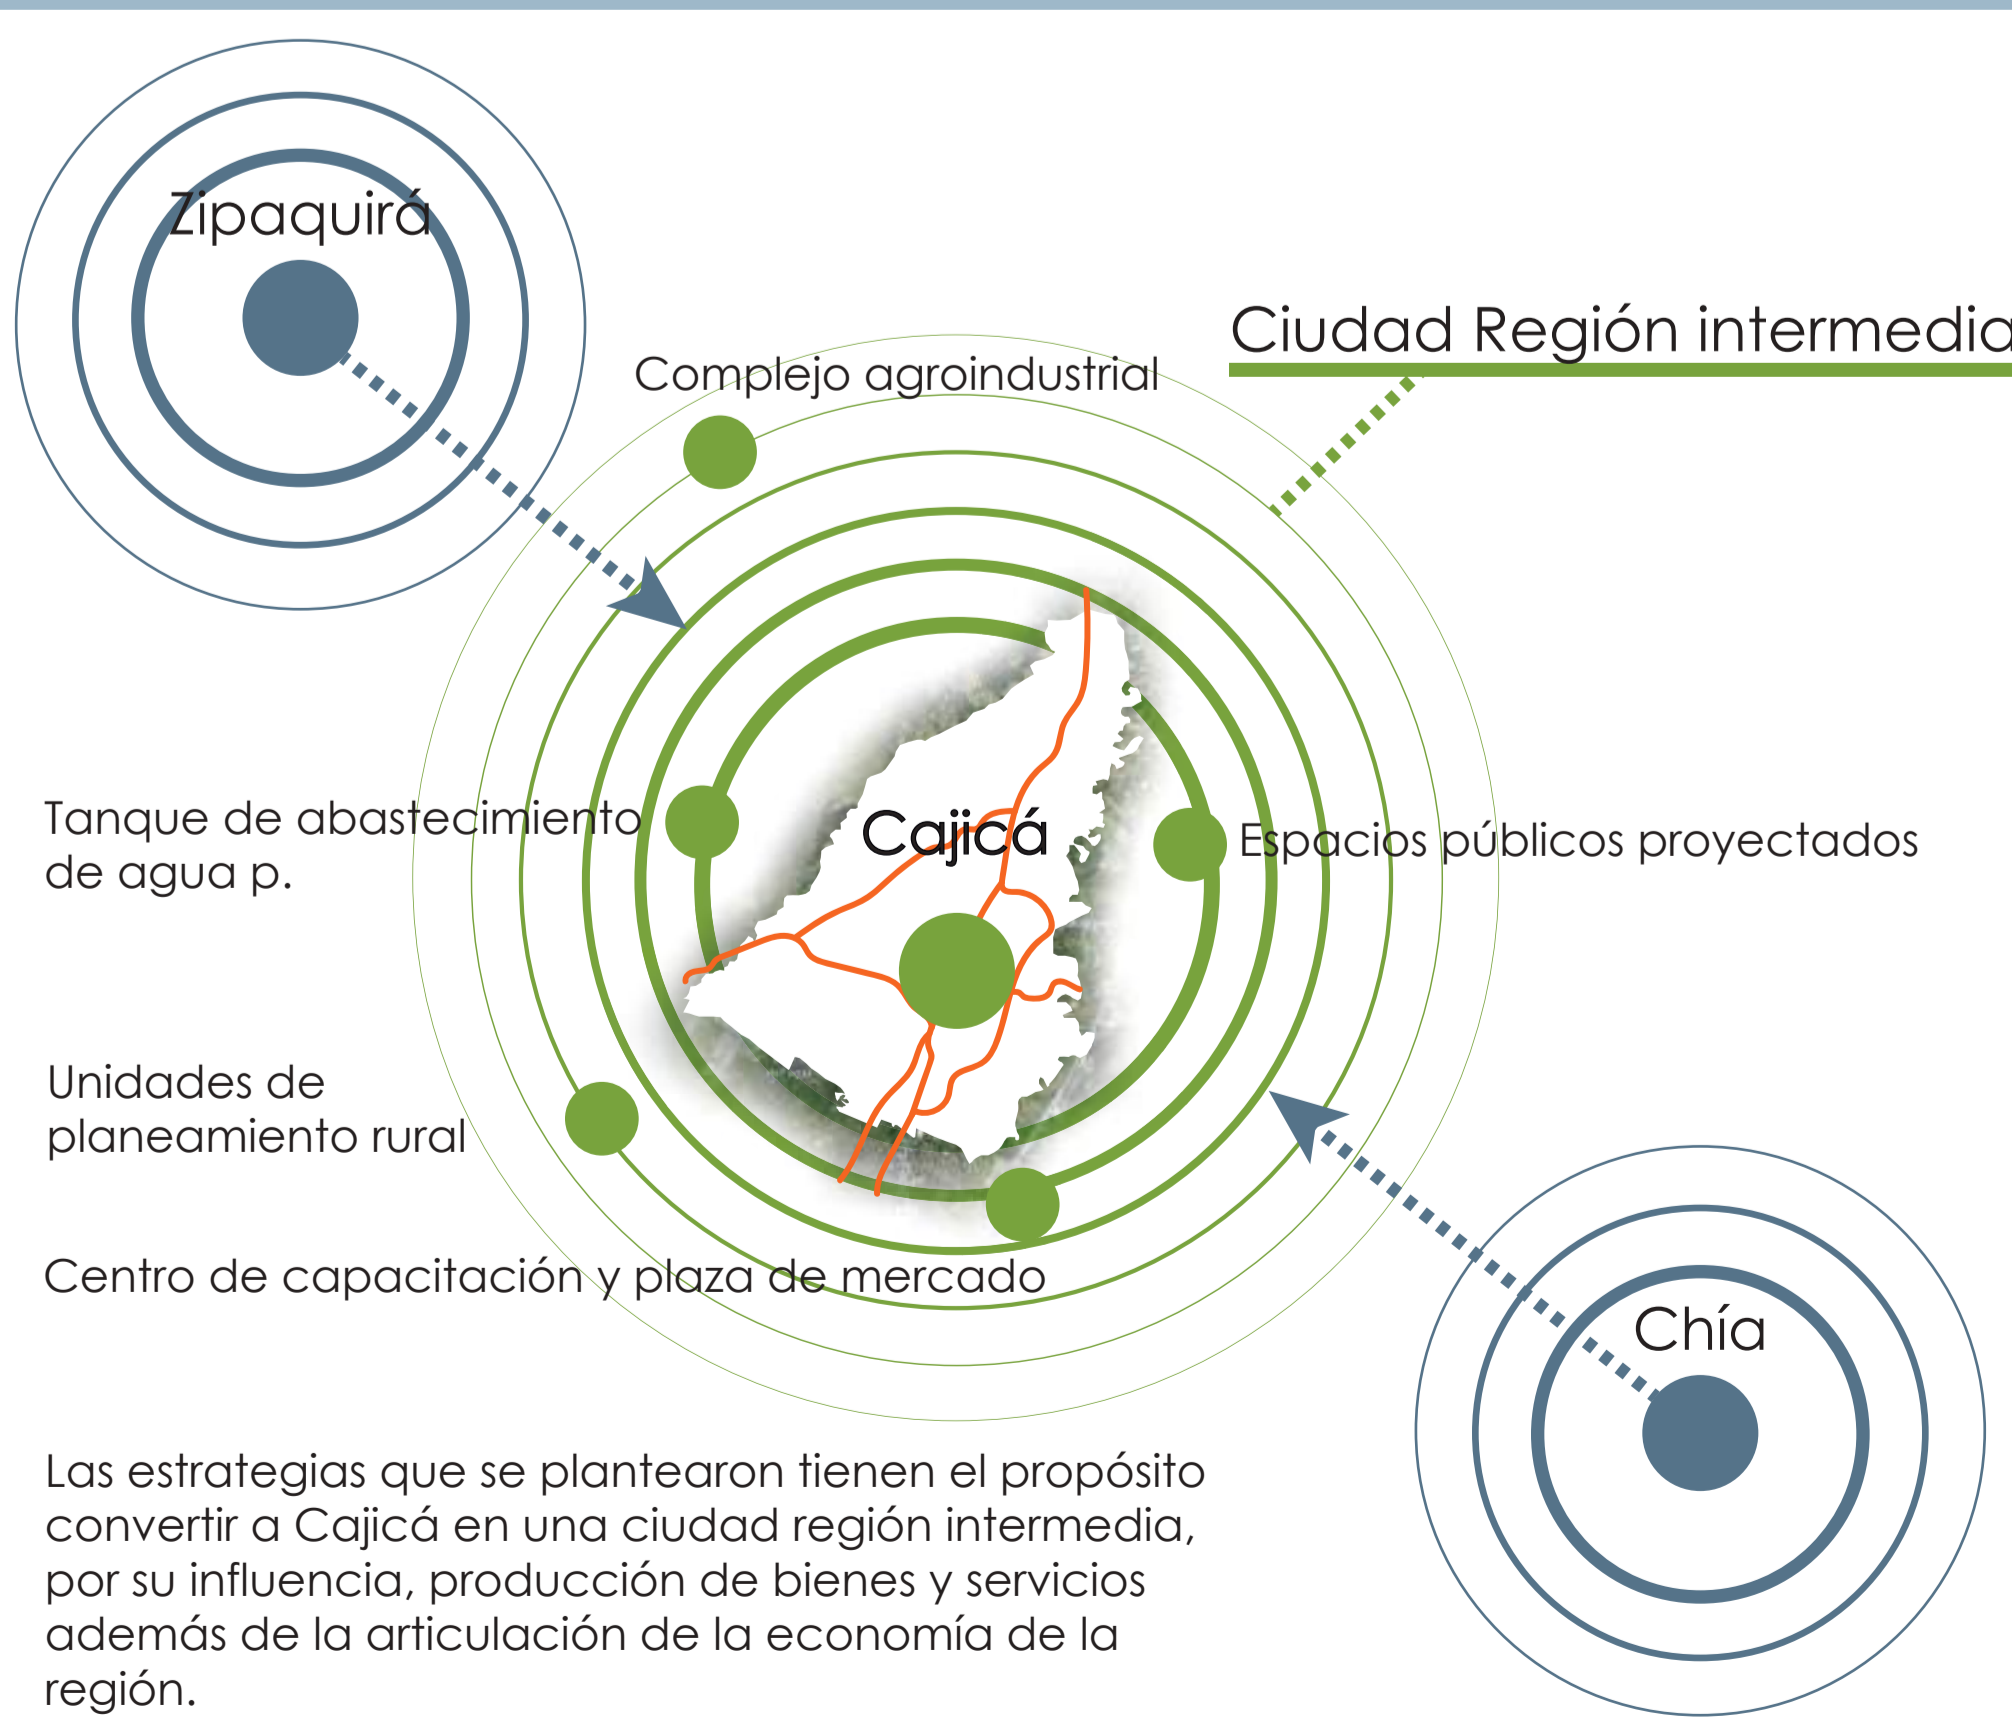 Zipaquirá
Ciudad Región intermedia
Complejo agroindustrial
Tanque de abastecimiento
de agua p.
Cajicá
Espacios públicos proyectados
Unidades de
planeamiento rural
Centro de capacitación y plaza de mercado
Chía
Las estrategias que se plantearon tienen el propósito
convertir a Cajicá en una ciudad región intermedia,
por su influencia, producción de bienes y servicios
además de la articulación de la economía de la
región.